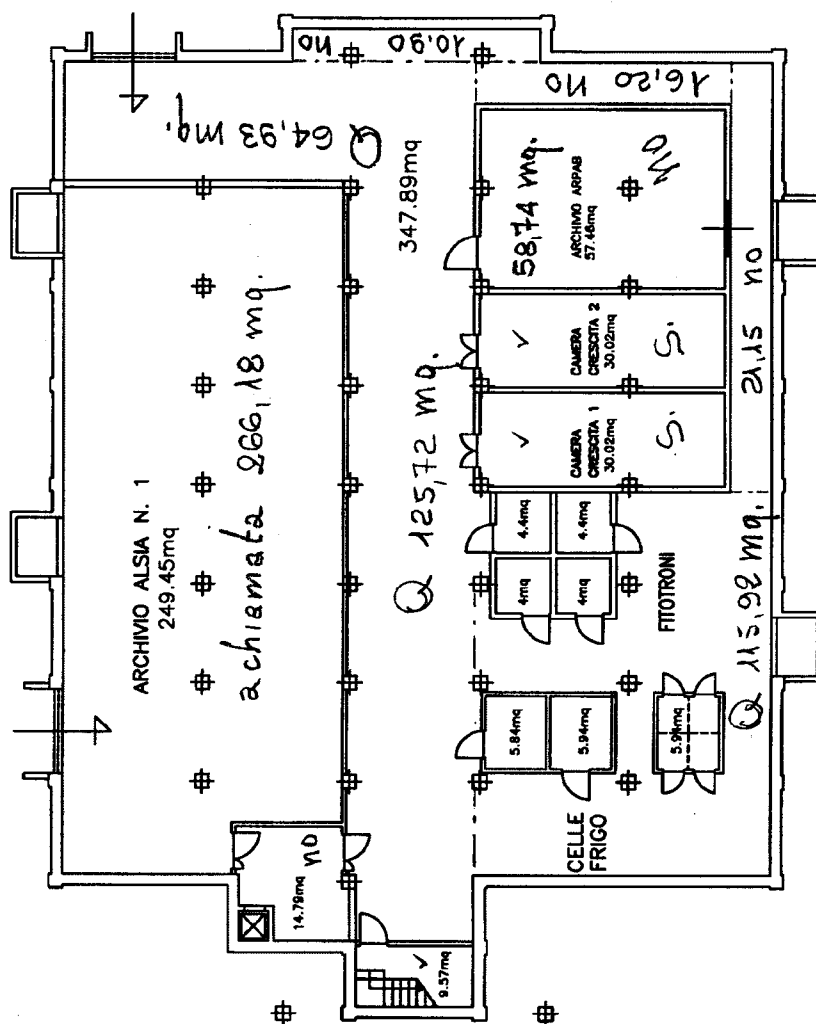 10,90 no
16,20 no
Q 64,93 mq.
347.89mq
58,74 mq.
ARCHIVIO ARPAB
57.46mq
no
21,15 no
ARCHIVIO ALSIA N. 1
249.45mq
a chiamata 266,18 mq.
CAMERA
CRESCITA 2
30.02mq
S.
CAMERA
CRESCITA 1
30.02mq
S.
Q 125,72 mq.
4.4mq
4.4mq
4mq
4mq
FITOTRONI
Q 113,98 mq.
5.84mq
5.94mq
5.94mq
CELLE
FRIGO
14.79mq
no
9.57mq